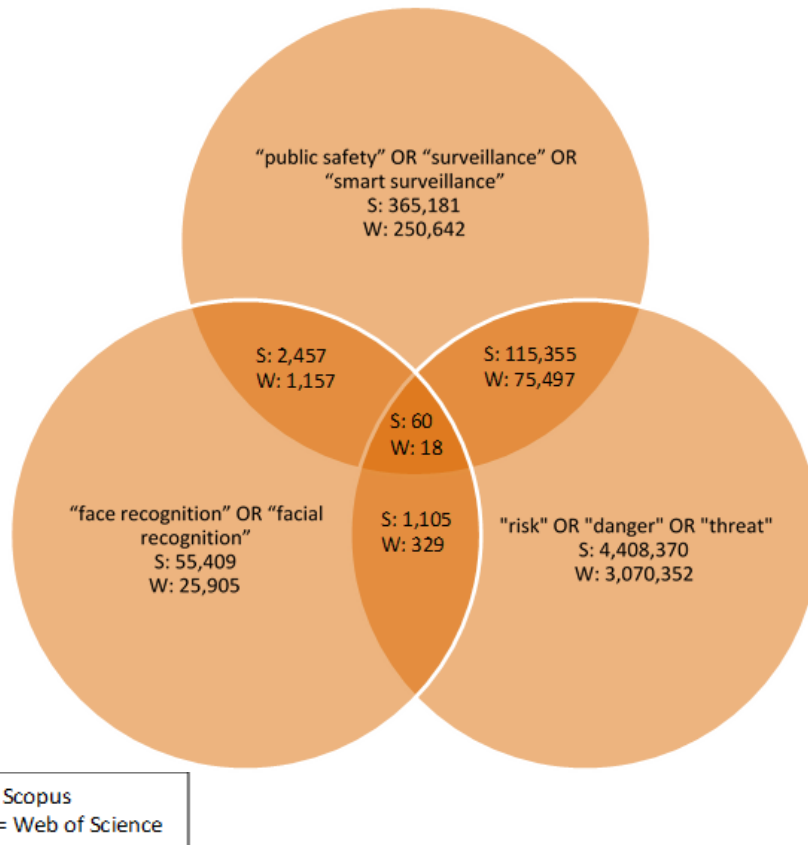 “public safety” OR “surveillance” OR
“smart surveillance”
S: 365,181
W: 250,642
S: 2,457
W: 1,157
S: 115,355
W: 75,497
S: 60
W: 18
“face recognition” OR “facial
recognition”
S: 55,409
W: 25,905
S: 1,105
W: 329
"risk" OR "danger" OR "threat"
S: 4,408,370
W: 3,070,352
Scopus
= Web of Science